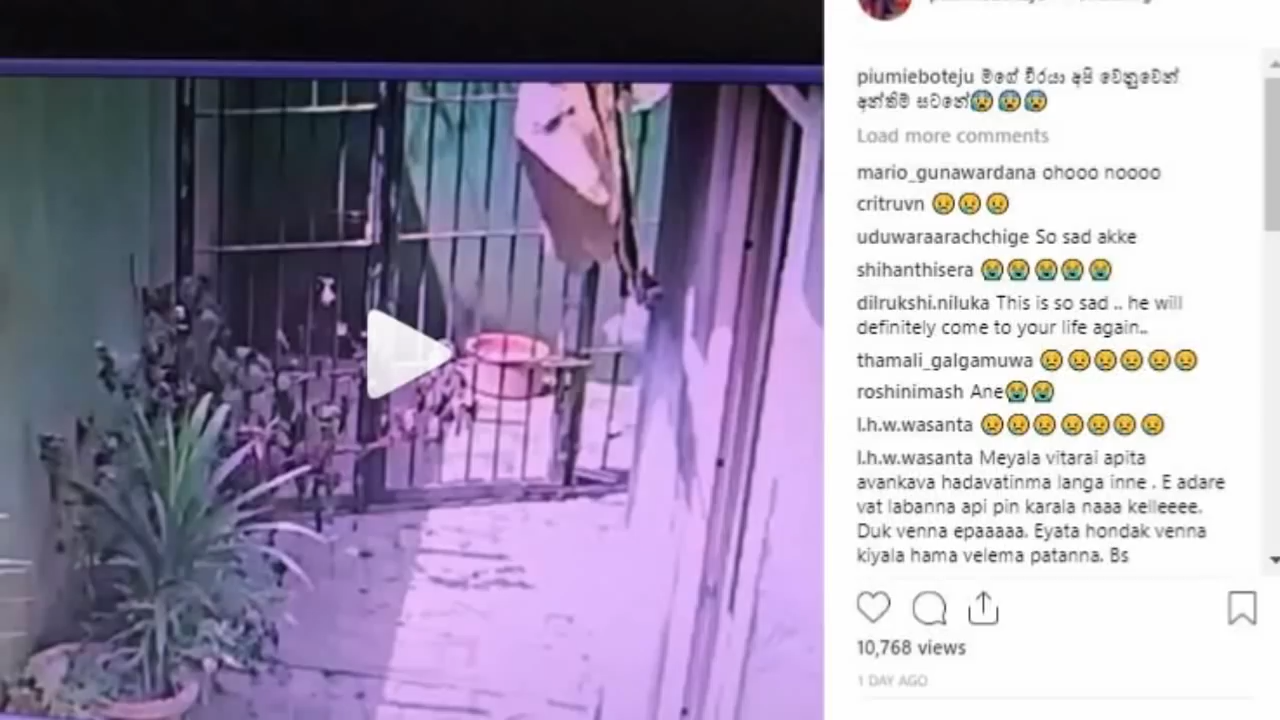 piumieboteju මගේ වීරයා අපි වෙනුවෙන්
අන්තිම සටනේ😰😰😰
Load more comments
mario_gunawardana ohooo noooo
critruvn 😢😢😢
uduwaraarachchige So sad akke
shihanthisera 😭😭😭😭😭
dilrukshi.niluka This is so sad .. he will
definitely come to your life again..
thamali_galgamuwa 😢😢😢😢😢😢
roshinimash Ane😭😭
l.h.w.wasanta 😢😢😢😢😢😢😢
l.h.w.wasanta Meyala vitarai apita
avankava hadavatinma langa inne . E adare
vat labanna api pin karala naaa kelleeee.
Duk venna epaaaaa. Eyata hondak venna
kiyala hama velema patanna. Bs
10,768 views
1 DAY AGO